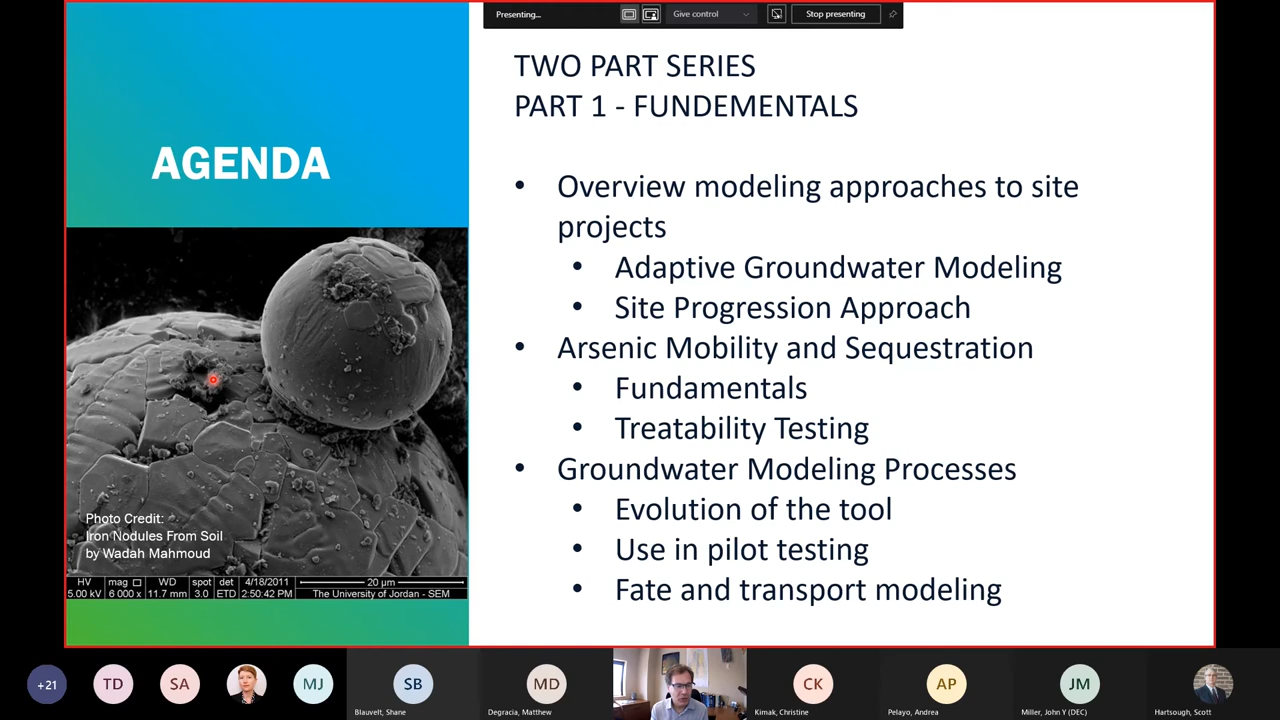 Presenting...
Give control
Stop presenting
AGENDA
TWO PART SERIES
PART 1 - FUNDEMENTALS
• Overview modeling approaches to site
projects
• Adaptive Groundwater Modeling
• Site Progression Approach
• Arsenic Mobility and Sequestration
• Fundamentals
• Treatability Testing
• Groundwater Modeling Processes
• Evolution of the tool
• Use in pilot testing
• Fate and transport modeling
Photo Credit:
Iron Nodules From Soil
by Wadah Mahmoud
HV mag □ WD spot det 4/18/2011 20 µm
5.00 kV 6 000 x 11.7 mm 3.0 ETD 2:50:42 PM The University of Jordan - SEM
+21 TD SA MJ SB MD CK AP JM
Blauvelt, Shane Degracia, Matthew Kimak, Christine Pelayo, Andrea Miller, John Y (DEC) Hartsough, Scott